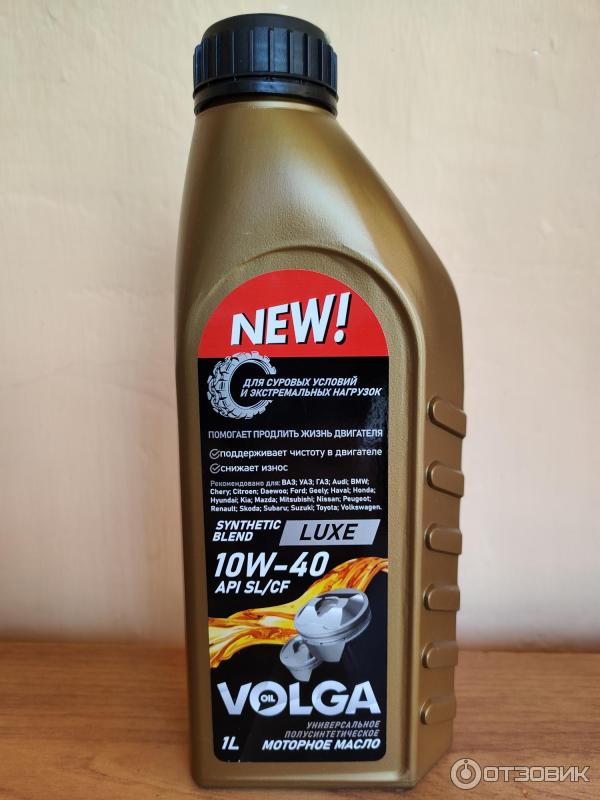 NEW!
ДЛЯ СУРОВЫХ УСЛОВИЙ
И ЭКСТРЕМАЛЬНЫХ НАГРУЗОК
ПОМОГАЕТ ПРОДЛИТЬ ЖИЗНЬ ДВИГАТЕЛЯ
поддерживает чистоту в двигателе
снижает износ
Рекомендовано для: ВАЗ; УАЗ; ГАЗ; Audi; BMW;
Chery; Citroen; Daewoo; Ford; Geely; Haval; Honda;
Hyundai; Kia; Mazda; Mitsubishi; Nissan; Peugeot;
Renault; Skoda; Subaru; Suzuki; Toyota; Volkswagen.
SYNTHETIC
BLEND
LUXE
10W-40
API SL/CF
VOLGA
OIL
УНИВЕРСАЛЬНОЕ
ПОЛУСИНТЕТИЧЕСКОЕ
1L МОТОРНОЕ МАСЛО
ОТЗОВИК